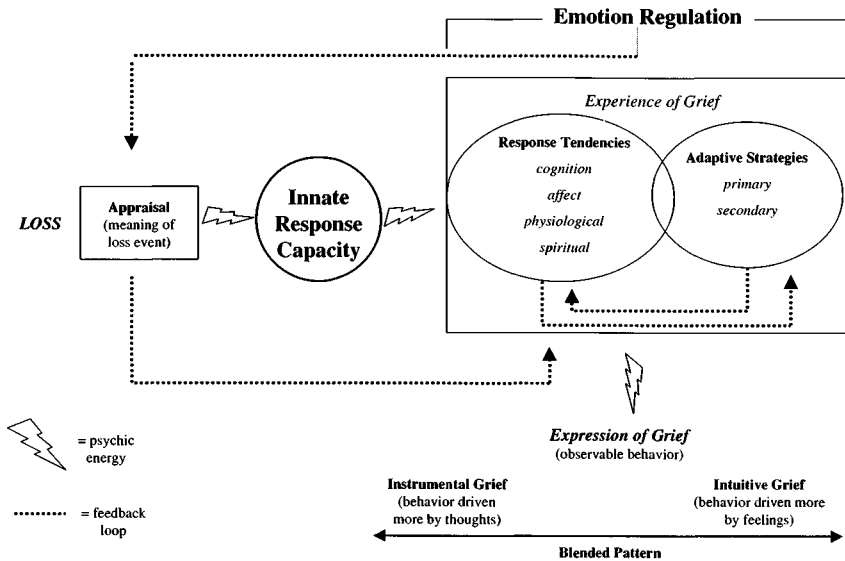 Emotion Regulation
Experience of Grief
Response Tendencies
cognition
affect
physiological
spiritual
Adaptive Strategies
primary
secondary
LOSS
Appraisal
(meaning of
loss event)
Innate
Response
Capacity
= psychic
energy
= feedback
loop
Expression of Grief
(observable behavior)
Instrumental Grief
(behavior driven
more by thoughts)
Intuitive Grief
(behavior driven more
by feelings)
Blended Pattern